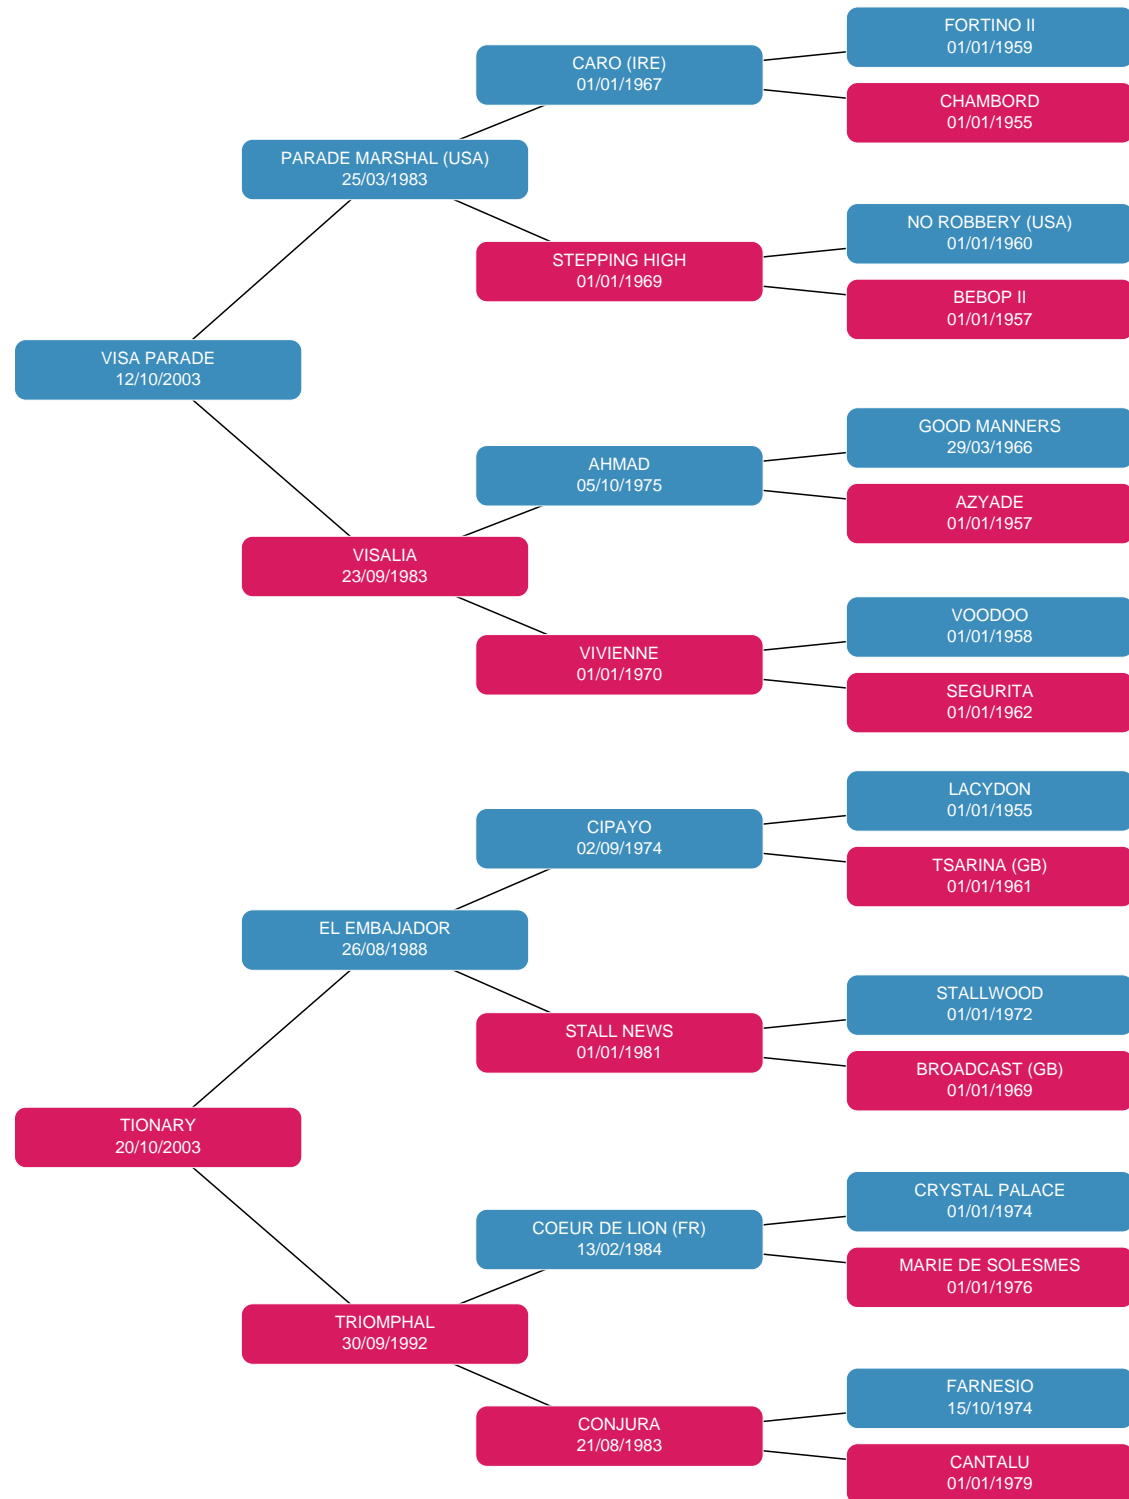 FORTINO II
01/01/1959
CARO (IRE)
01/01/1967
CHAMBORD
01/01/1955
PARADE MARSHAL (USA)
25/03/1983
NO ROBBERY (USA)
01/01/1960
STEPPING HIGH
01/01/1969
BEBOP II
01/01/1957
VISA PARADE
12/10/2003
GOOD MANNERS
29/03/1966
AHMAD
05/10/1975
AZYADE
01/01/1957
VISALIA
23/09/1983
VOODOO
01/01/1958
VIVIENNE
01/01/1970
SEGURITA
01/01/1962
LACYDON
01/01/1955
CIPAYO
02/09/1974
TSARINA (GB)
01/01/1961
EL EMBAJADOR
26/08/1988
STALLWOOD
01/01/1972
STALL NEWS
01/01/1981
BROADCAST (GB)
01/01/1969
TIONARY
20/10/2003
CRYSTAL PALACE
01/01/1974
COEUR DE LION (FR)
13/02/1984
MARIE DE SOLESMES
01/01/1976
TRIOMPHAL
30/09/1992
FARNESIO
15/10/1974
CONJURA
21/08/1983
CANTALU
01/01/1979